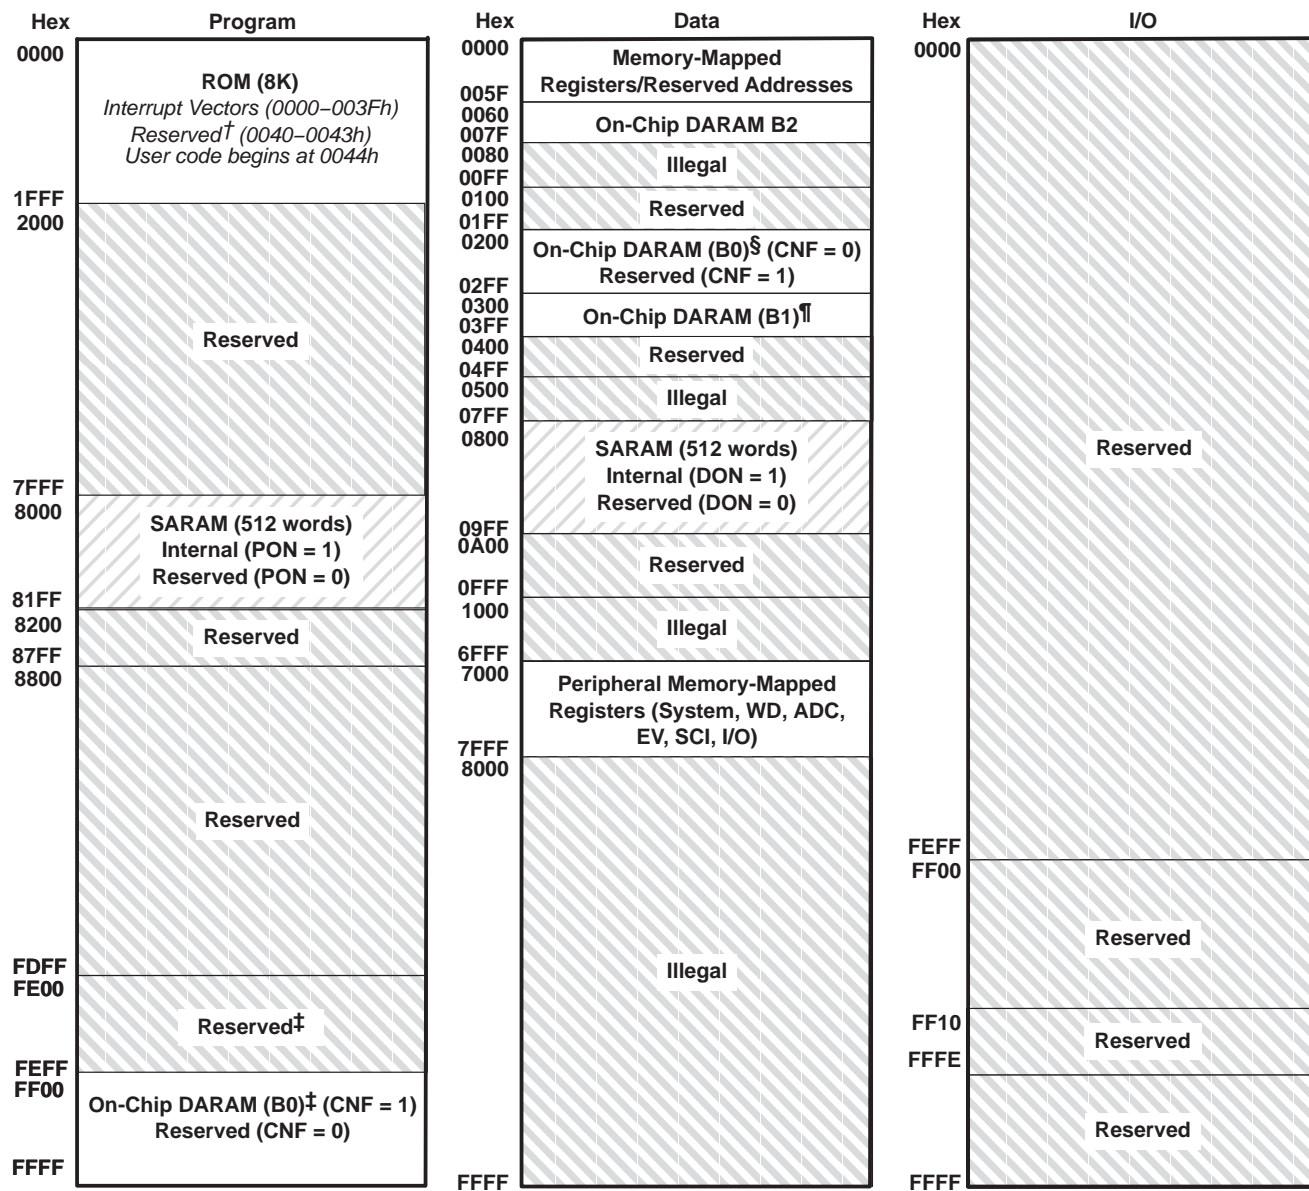 Hex Program
0000
ROM (8K)
Interrupt Vectors (0000–003Fh)
Reserved† (0040–0043h)
User code begins at 0044h
1FFF
2000
Reserved
7FFF
8000
SARAM (512 words)
Internal (PON = 1)
Reserved (PON = 0)
81FF
8200
Reserved
87FF
8800
Reserved
FDFF
FE00
Reserved‡
FEFF
FF00
On-Chip DARAM (B0)‡ (CNF = 1)
Reserved (CNF = 0)
FFFF
Hex Data
0000
Memory-Mapped
Registers/Reserved Addresses
005F
0060
On-Chip DARAM B2
007F
0080
Illegal
00FF
0100
Reserved
01FF
0200
On-Chip DARAM (B0)§ (CNF = 0)
Reserved (CNF = 1)
02FF
0300
On-Chip DARAM (B1)¶
03FF
0400
Reserved
04FF
0500
Illegal
07FF
0800
SARAM (512 words)
Internal (DON = 1)
Reserved (DON = 0)
09FF
0A00
Reserved
0FFF
1000
Illegal
6FFF
7000
Peripheral Memory-Mapped
Registers (System, WD, ADC,
EV, SCI, I/O)
7FFF
8000
Illegal
FFFF
Hex I/O
0000
Reserved
FEFF
FF00
Reserved
FF10
Reserved
FFFE
Reserved
FFFF